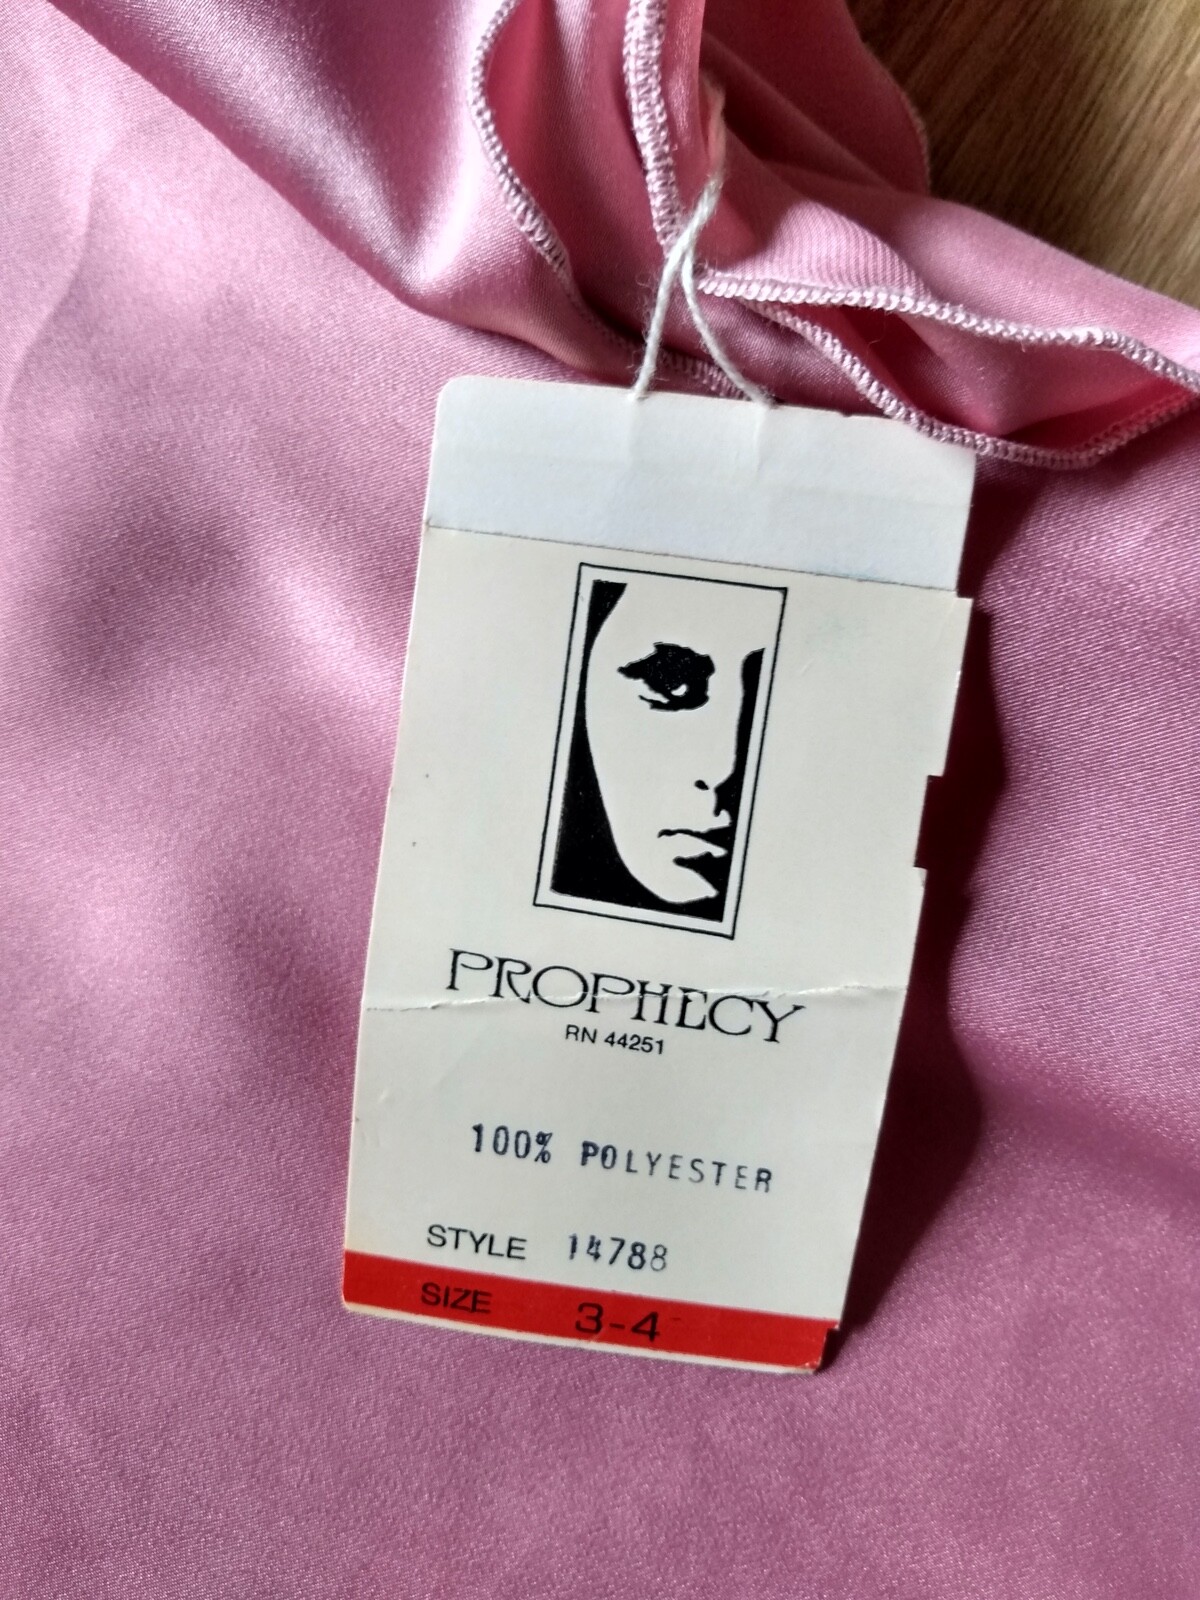 PROPHECY
RN 44251
100% POLYESTER
STYLE 14788
SIZE 3-4